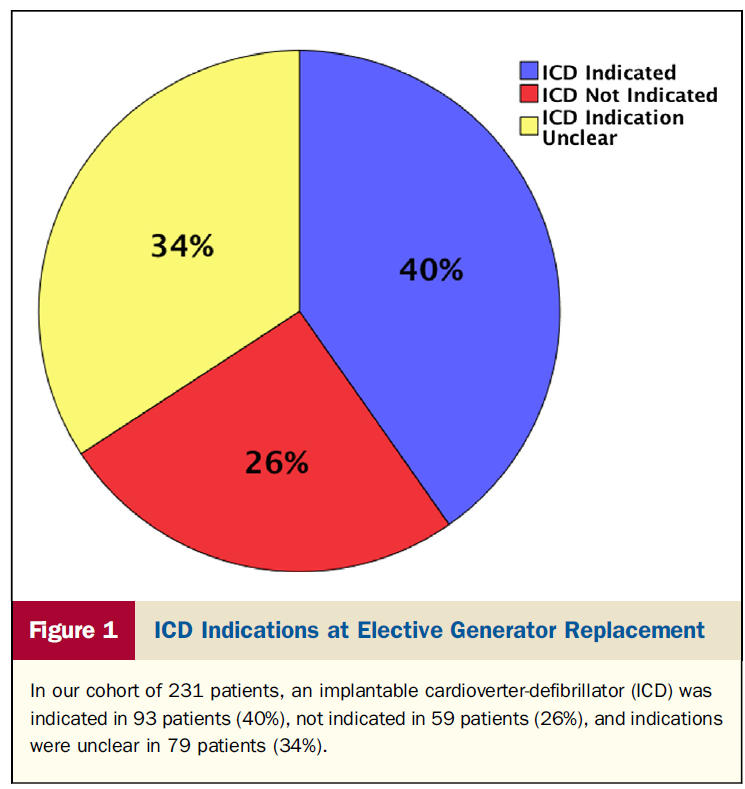 ICD Indicated
ICD Not Indicated
ICD Indication
Unclear
34%
40%
26%
Figure 1 ICD Indications at Elective Generator Replacement
In our cohort of 231 patients, an implantable cardioverter-defibrillator (ICD) was
indicated in 93 patients (40%), not indicated in 59 patients (26%), and indications
were unclear in 79 patients (34%).